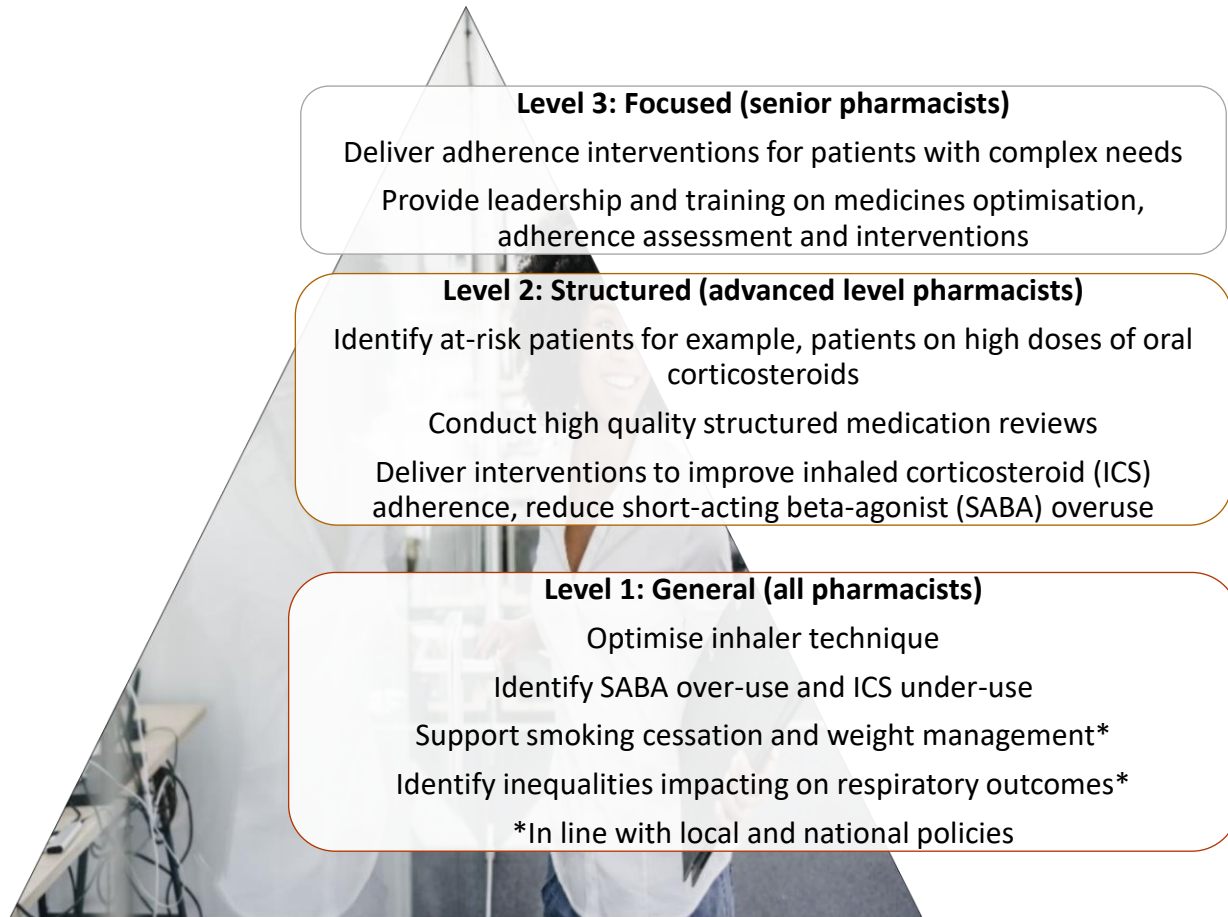 Level 3: Focused (senior pharmacists)
Deliver adherence interventions for patients with complex needs
Provide leadership and training on medicines optimisation,
adherence assessment and interventions
Level 2: Structured (advanced level pharmacists)
Identify at-risk patients for example, patients on high doses of oral
corticosteroids
Conduct high quality structured medication reviews
Deliver interventions to improve inhaled corticosteroid (ICS)
adherence, reduce short-acting beta-agonist (SABA) overuse
Level 1: General (all pharmacists)
Optimise inhaler technique
Identify SABA over-use and ICS under-use
Support smoking cessation and weight management*
Identify inequalities impacting on respiratory outcomes*
*In line with local and national policies